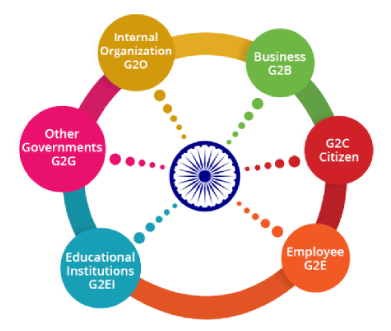 Internal
Organization
G2O
Business
G2B
G2C
Citizen
Employee
G2E
Educational
Institutions
G2EI
Other
Governments
G2G